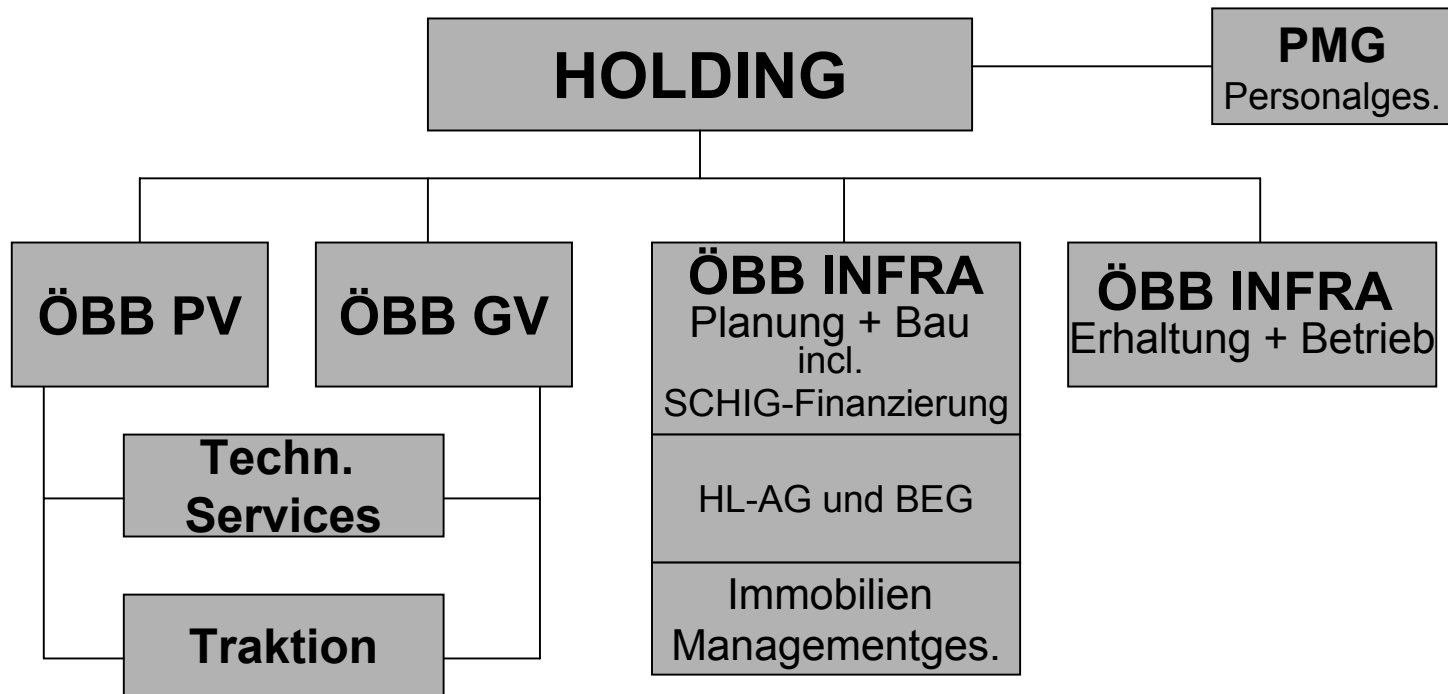 HOLDING
PMG
Personalges.
ÖBB PV
ÖBB GV
ÖBB INFRA
Planung + Bau
incl.
SCHIG-Finanzierung
ÖBB INFRA
Erhaltung + Betrieb
Techn.
Services
HL-AG und BEG
Traktion
Immobilien
Managementges.